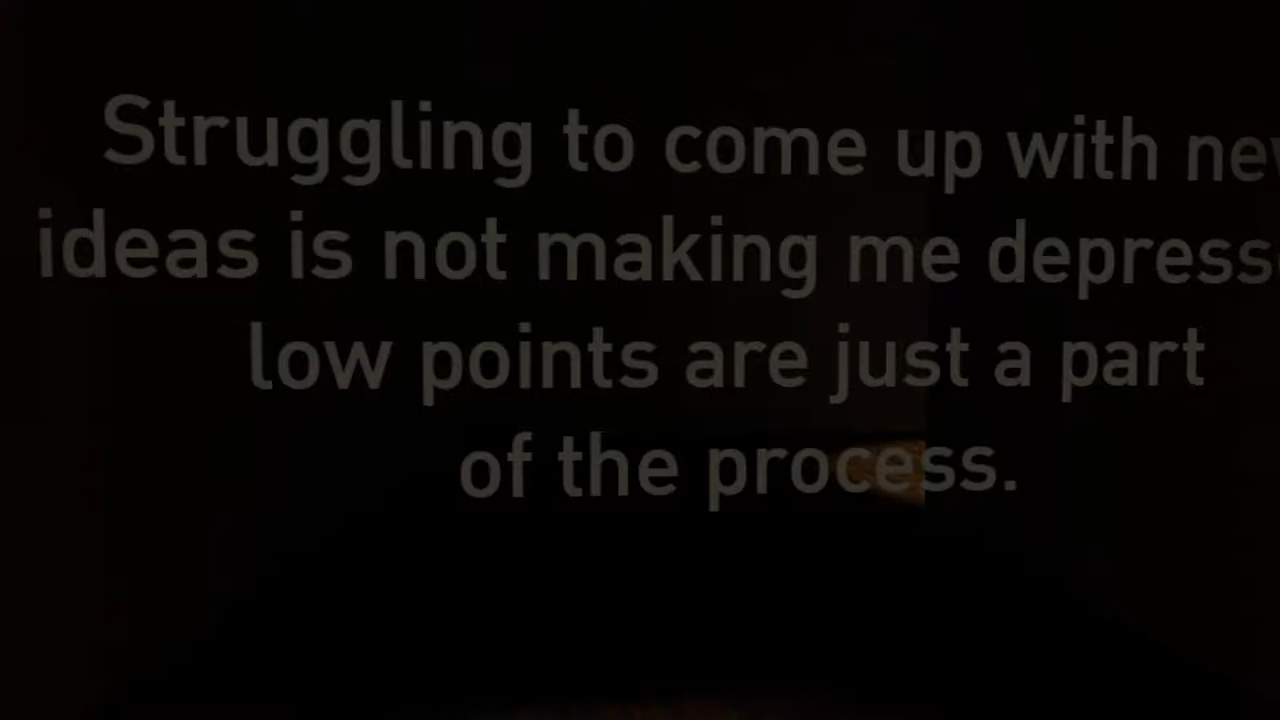 Struggling to come up with
ideas is not making me
low points are just a part
of the process.